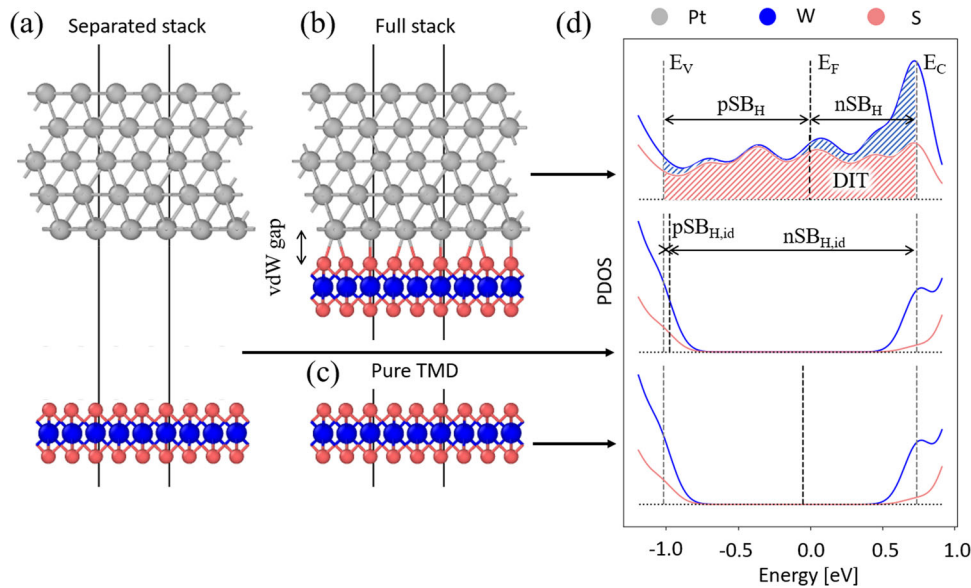 (a)
Separated stack
(b)
Full stack
(d)
Pt
W
S
E_V
E_F
E_C
pSB_H
nSB_H
DIT
vdW gap
pSB_H,id
nSB_H,id
PDOS
(c)
Pure TMD
-1.0
-0.5
0.0
0.5
1.0
Energy [eV]